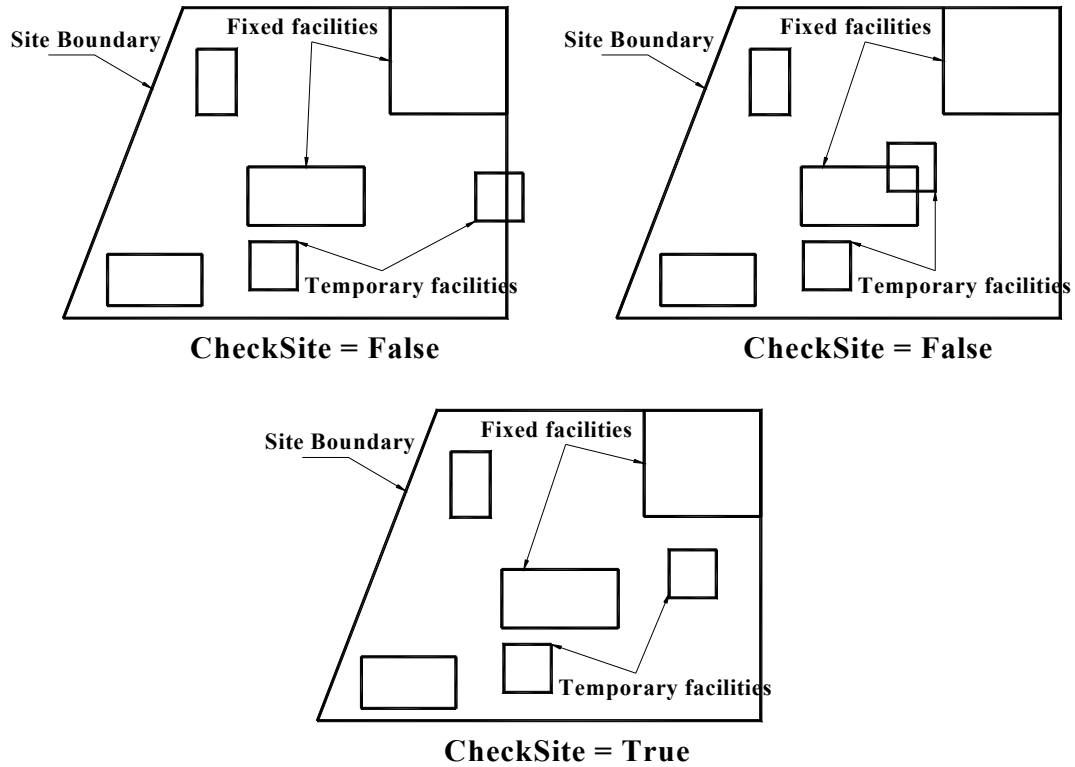 Fixed facilities
Site Boundary
Temporary facilities
CheckSite = False
Fixed facilities
Site Boundary
Temporary facilities
CheckSite = False
Fixed facilities
Site Boundary
Temporary facilities
CheckSite = True